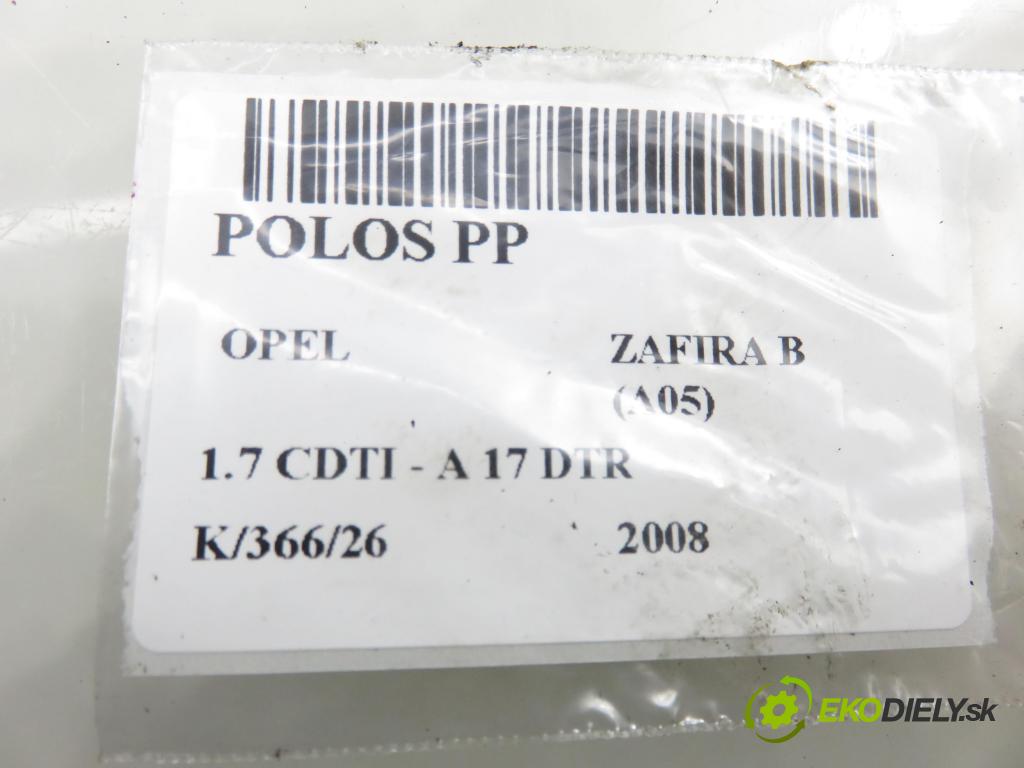 POLOS PP
OPEL ZAFIRA B
(A05)
1.7 CDTI - A 17 DTR
K/366/26 2008
EKODIELY.sk